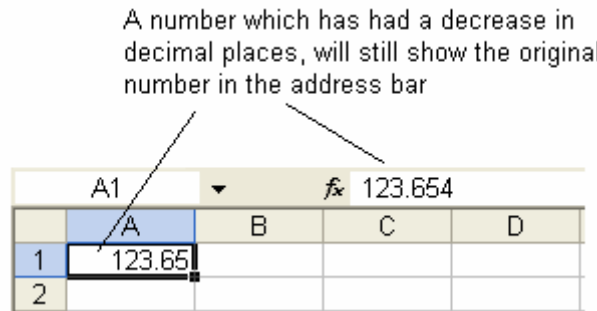 A number which has had a decrease in
decimal places, will still show the original
number in the address bar
A1 fx 123.654
A B C D
1 123.65
2